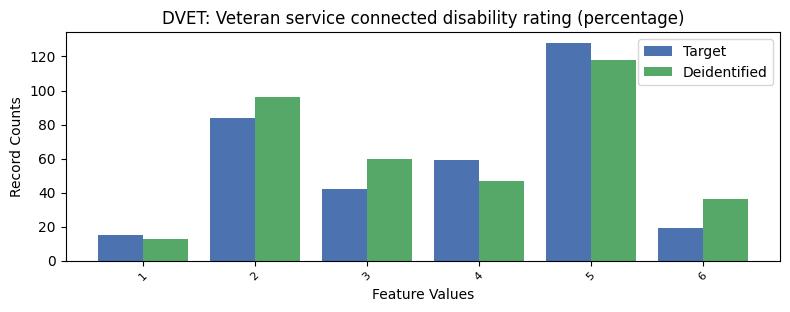 DVET: Veteran service connected disability rating (percentage)
Target
Deidentified
Record Counts
120
100
80
60
40
20
0
1 2 3 4 5 6
Feature Values